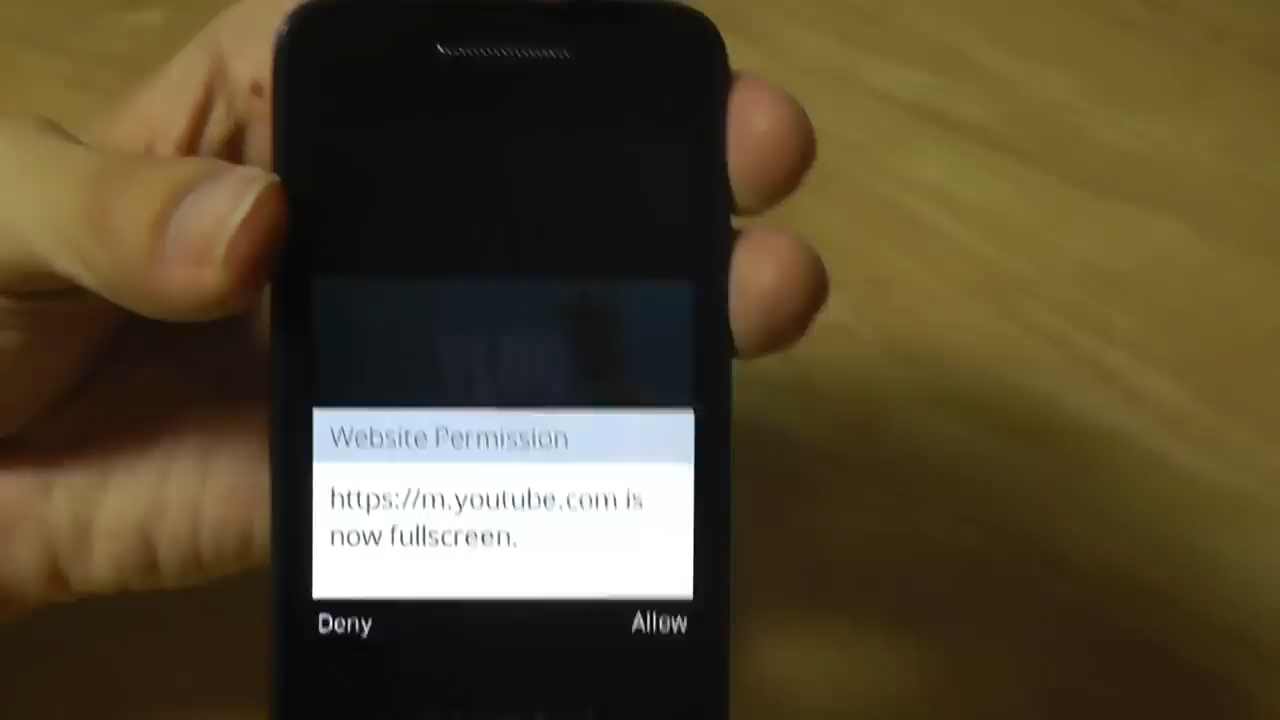 Website Permission
https://m.youtube.com is
now fullscreen.
Deny
Allow